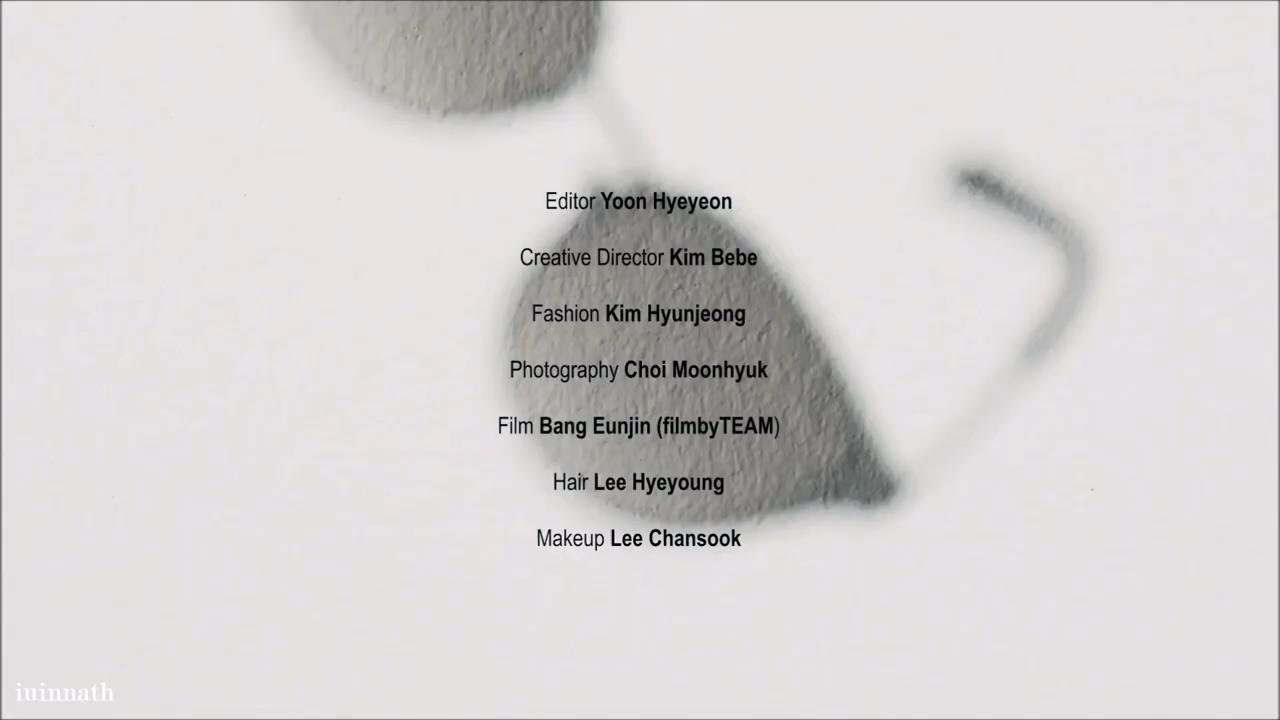 Editor Yoon Hyeyeon
Creative Director Kim Bebe
Fashion Kim Hyunjeong
Photography Choi Moonhyuk
Film Bang Eunjin (filmbyTEAM)
Hair Lee Hyeyoung
Makeup Lee Chansook
iuinnath